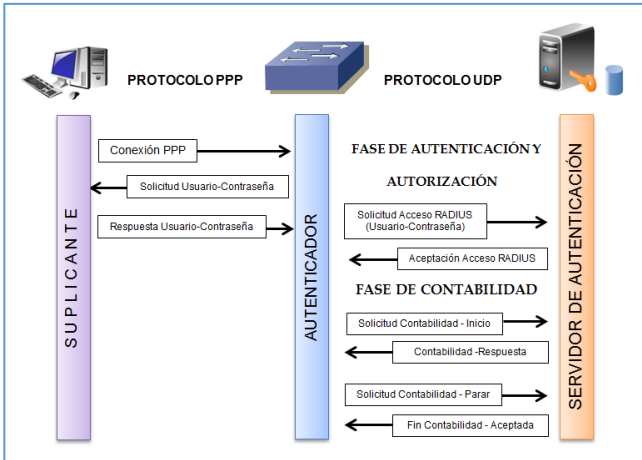 PROTOCOLO PPP
PROTOCOLO UDP
SUPLICANTE
AUTENTICADOR
SERVIDOR DE AUTENTICACIÓN
Conexión PPP
Solicitud Usuario-Contraseña
Respuesta Usuario-Contraseña
FASE DE AUTENTICACIÓN Y
AUTORIZACIÓN
Solicitud Acceso RADIUS
(Usuario-Contraseña)
Aceptación Acceso RADIUS
FASE DE CONTABILIDAD
Solicitud Contabilidad - Inicio
Contabilidad -Respuesta
Solicitud Contabilidad - Parar
Fin Contabilidad - Aceptada